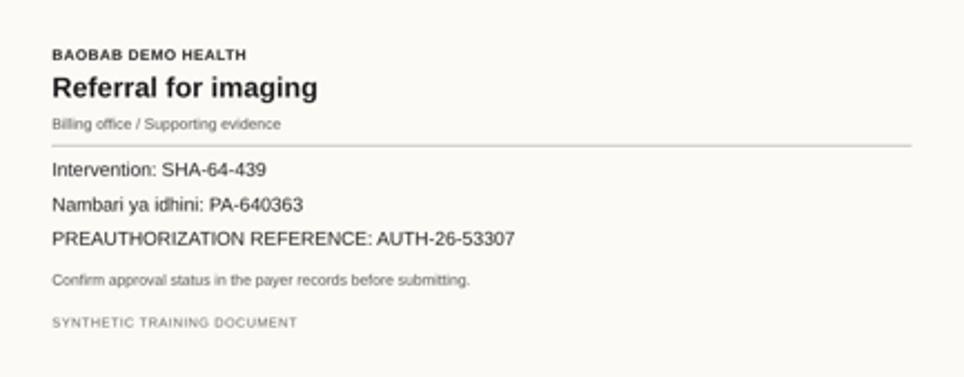 BAOBAB DEMO HEALTH
Referral for imaging
Billing office / Supporting evidence
Intervention: SHA-64-439
Nambari ya idhini: PA-640363
PREAUTHORIZATION REFERENCE: AUTH-26-53307
Confirm approval status in the payer records before submitting.
SYNTHETIC TRAINING DOCUMENT